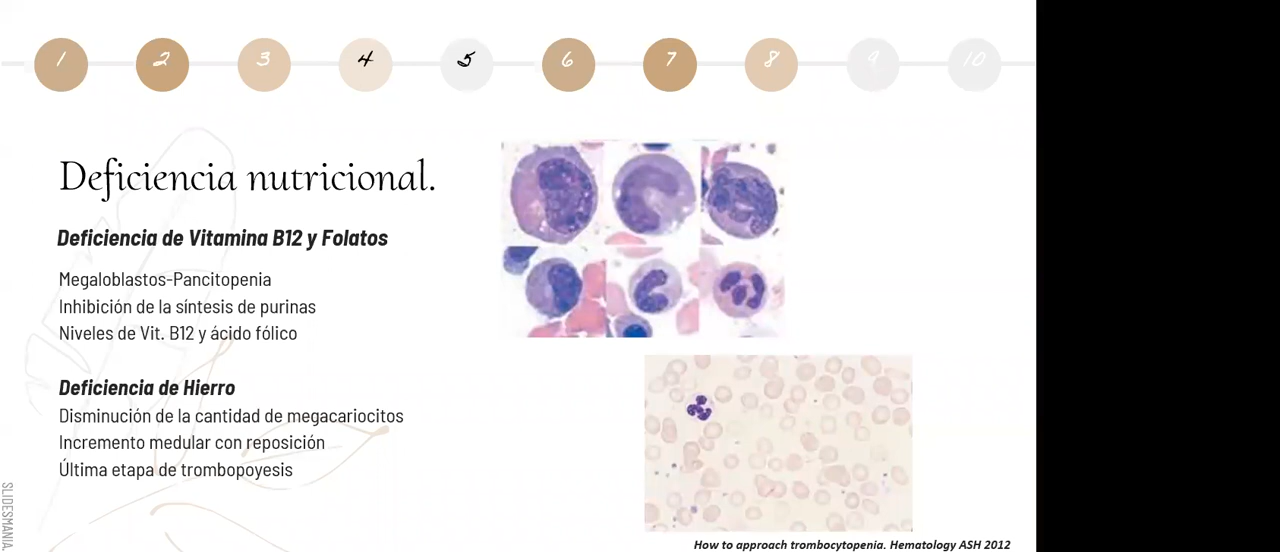 1 2 3 4 5 6 7 8 9 10
Deficiencia nutricional.
Deficiencia de Vitamina B12 y Folatos
Megaloblastos-Pancitopenia
Inhibición de la síntesis de purinas
Niveles de Vit. B12 y ácido fólico
Deficiencia de Hierro
Disminución de la cantidad de megacariocitos
Incremento medular con reposición
Última etapa de trombopoyesis
SLIDESMANIA
How to approach trombocytopenia. Hematology ASH 2012